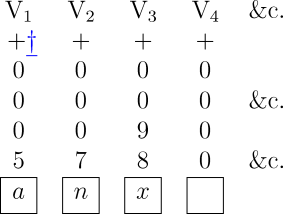 V₁ V₂ V₃ V₄ &c.
+† + + +
0 0 0 0
0 0 0 0 &c.
0 0 9 0
5 7 8 0 &c.
a n x